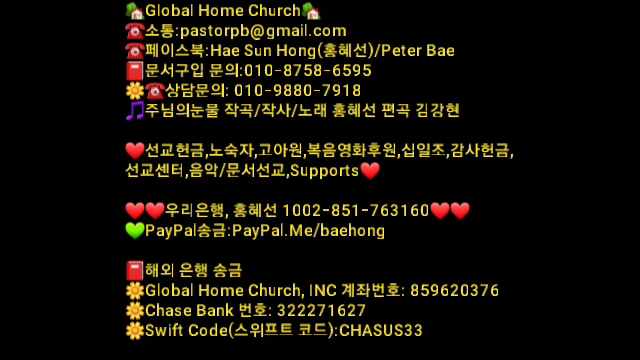 🏡Global Home Church🏡
☎️소통:pastorpb@gmail.com
☎️페이스북:Hae Sun Hong(홍혜선)/Peter Bae
📕문서구입 문의:010-8758-6595
🌼☎️상담문의: 010-9880-7918
🎵주님의눈물 작곡/작사/노래 홍혜선 편곡 김강현
❤️선교헌금,노숙자,고아원,복음영화후원,십일조,감사헌금,
선교센터,음악/문서선교,Supports❤️
❤️❤️우리은행, 홍혜선 1002-851-763160❤️❤️
💚PayPal송금:PayPal.Me/baehong
📕해외 은행 송금
🌼Global Home Church, INC 계좌번호: 859620376
🌼Chase Bank 번호: 322271627
🌼Swift Code(스위프트 코드):CHASUS33